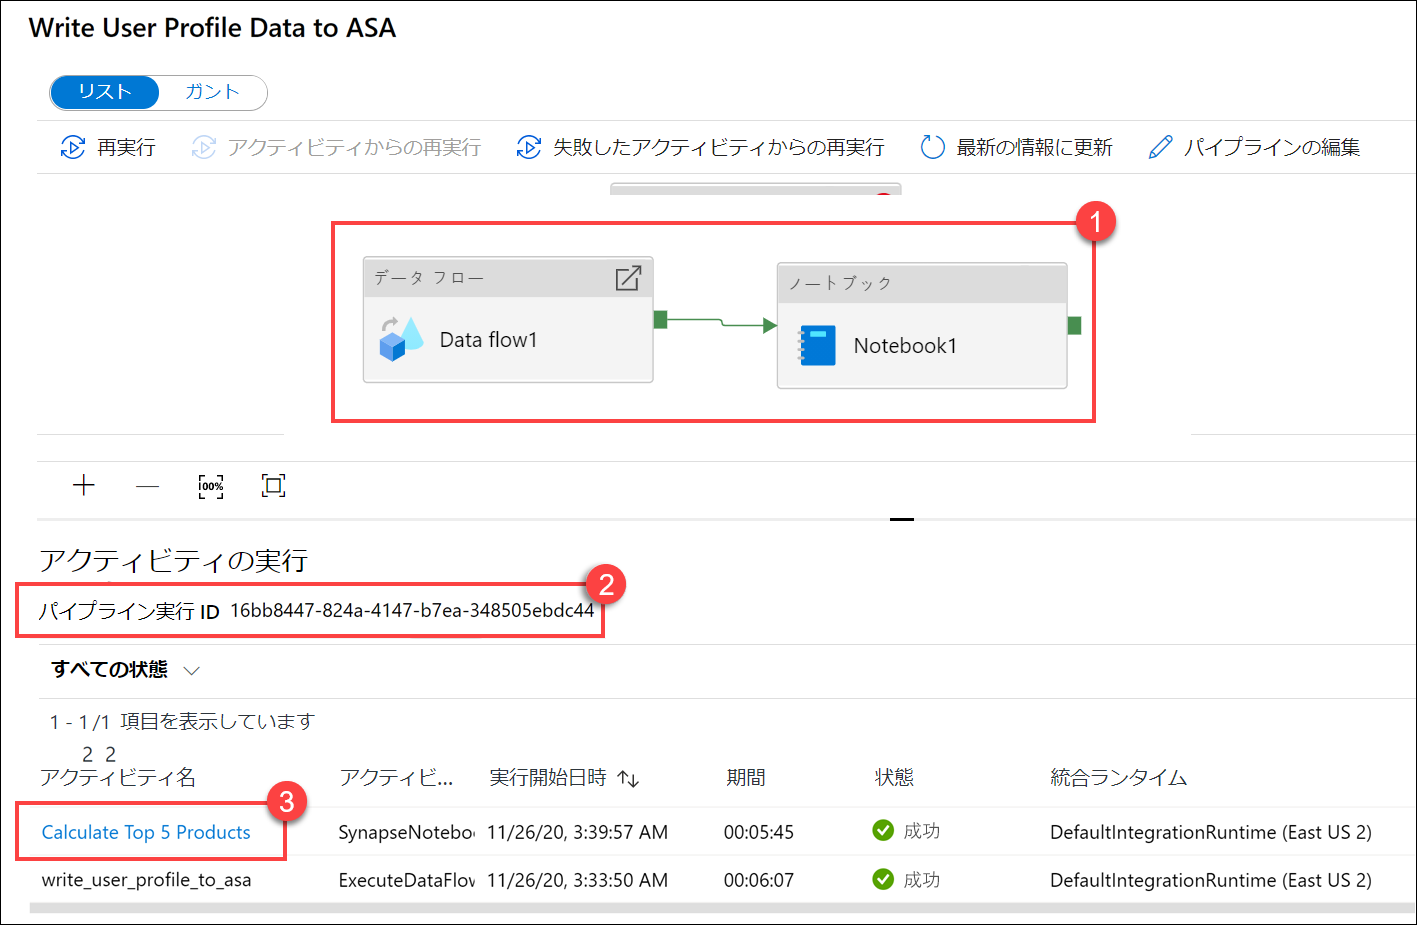 Write User Profile Data to ASA
リスト ガント
再実行 アクティビティからの再実行 失敗したアクティビティからの再実行 最新の情報に更新 パイプラインの編集
1
データ フロー ノートブック
Data flow1 Notebook1
100%
アクティビティの実行
2
パイプライン実行 ID 16bb8447-824a-4147-b7ea-348505ebdc44
すべての状態
1 - 1 /1 項目を表示しています
2 2
アクティビティ名 アクティビ... 実行開始日時 期間 状態 統合ランタイム
3
Calculate Top 5 Products SynapseNotebo 11/26/20, 3:39:57 AM 00:05:45 成功 DefaultIntegrationRuntime (East US 2)
write_user_profile_to_asa ExecuteDataFlow 11/26/20, 3:33:50 AM 00:06:07 成功 DefaultIntegrationRuntime (East US 2)